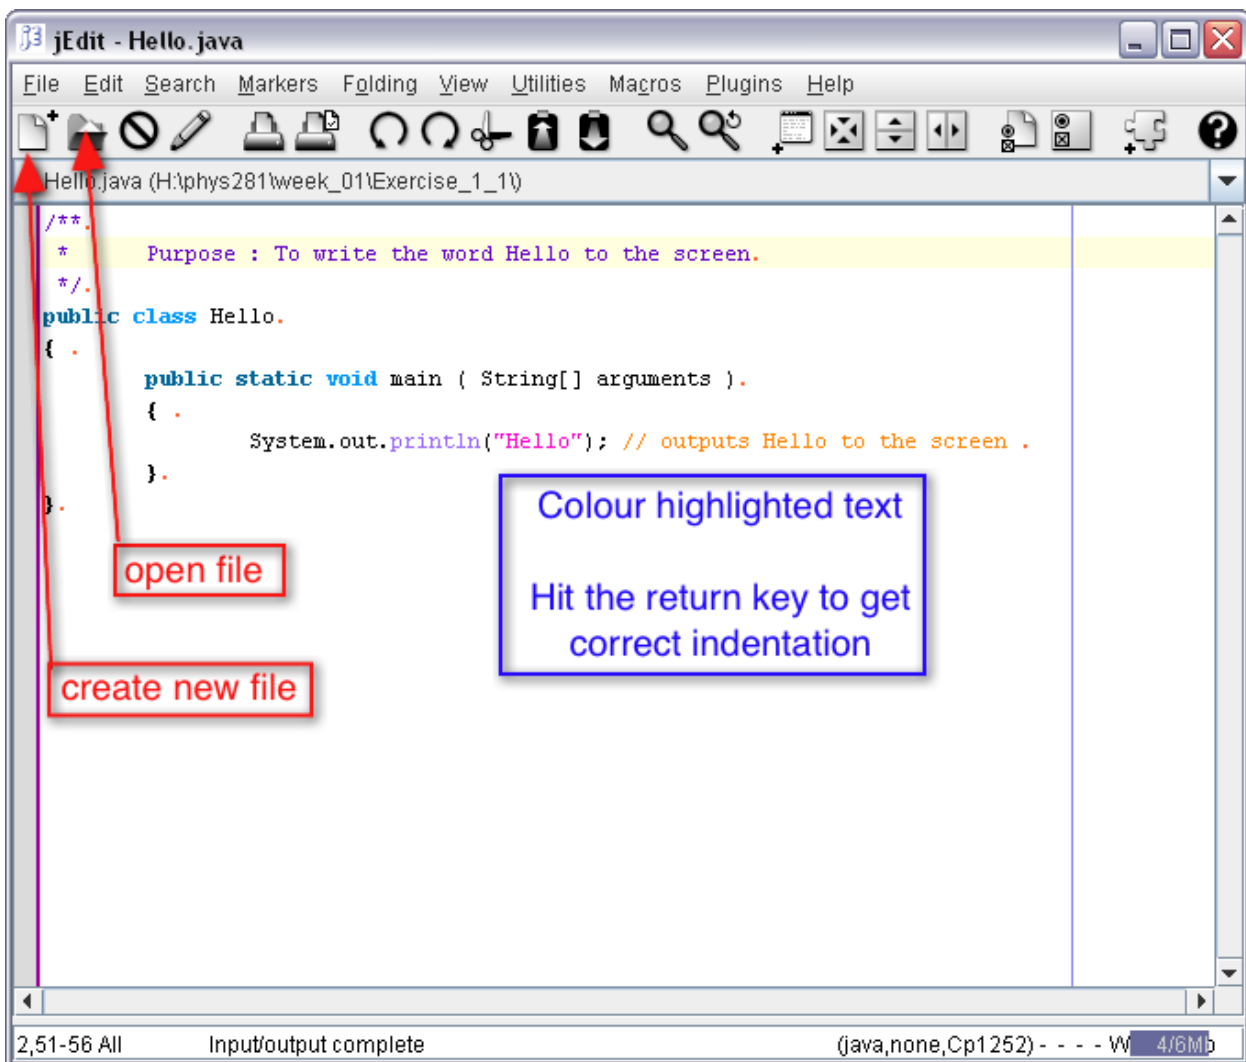 jEdit - Hello.java
File Edit Search Markers Folding View Utilities Macros Plugins Help
Hello.java (H:\phys281\week_01\Exercise_1_1\)
/**.
* Purpose : To write the word Hello to the screen.
*/.
public class Hello.
{ .
public static void main ( String[] arguments ).
{ .
System.out.println("Hello"); // outputs Hello to the screen .
}.
}.
Colour highlighted text
Hit the return key to get
correct indentation
open file
create new file
2,51-56 All Input/output complete (java,none,Cp1252) - - - - W 4/6Mb